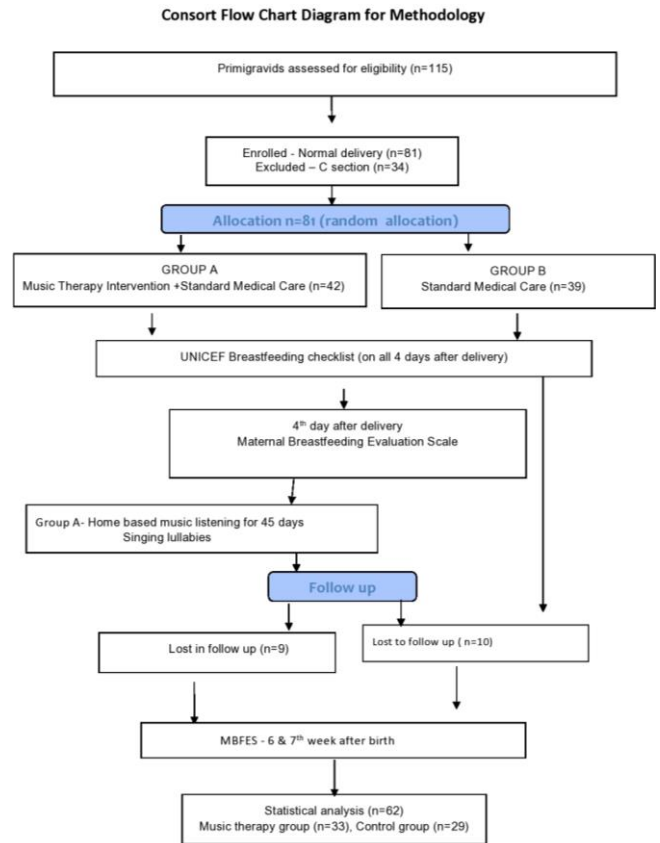 Consort Flow Chart Diagram for Methodology
Primigravids assessed for eligibility (n=115)
Enrolled - Normal delivery (n=81)
Excluded – C section (n=34)
Allocation n=81 (random allocation)
GROUP A
Music Therapy Intervention +Standard Medical Care (n=42)
GROUP B
Standard Medical Care (n=39)
UNICEF Breastfeeding checklist (on all 4 days after delivery)
4th day after delivery
Maternal Breastfeeding Evaluation Scale
Group A- Home based music listening for 45 days
Singing lullabies
Follow up
Lost in follow up (n=9)
Lost to follow up ( n=10)
MBFES - 6 & 7th week after birth
Statistical analysis (n=62)
Music therapy group (n=33), Control group (n=29)